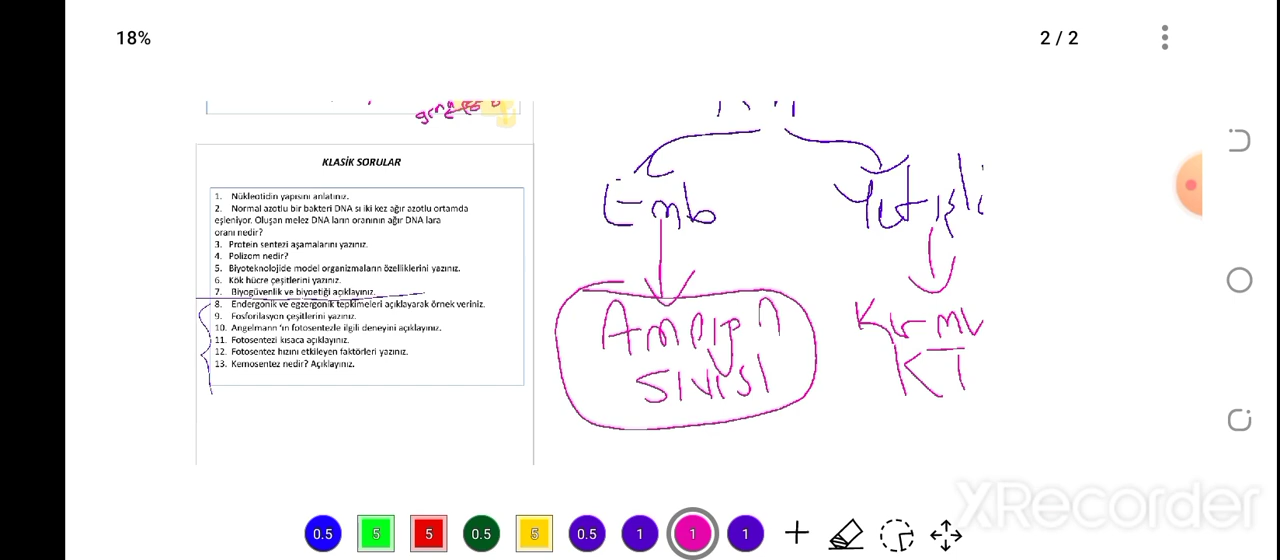 18%
2 / 2
KLASİK SORULAR
1. Nükleotidin yapısını anlatınız.
2. Normal azotlu bir bakteri DNA sı iki kez ağır azotlu ortamda
eşleniyor. Oluşan melez DNA ların oranının ağır DNA lara
oranı nedir?
3. Protein sentezi aşamalarını yazınız.
4. Polizom nedir?
5. Biyoteknolojide model organizmaların özelliklerini yazınız.
6. Kök hücre çeşitlerini yazınız.
7. Biyogüvenlik ve biyoetiği açıklayınız.
8. Endergonik ve egzergonik tepkimeleri açıklayarak örnek veriniz.
9. Fosforilasyon çeşitlerini yazınız.
10. Angelmann 'n fotosentezle ilgili deneyini açıklayınız.
11. Fotosentezi kısaca açıklayınız.
12. Fotosentez hızını etkileyen faktörleri yazınız.
13. Kemosentez nedir? Açıklayınız.
Emb
Yetişki
SIVISI
0.5 5 5 0.5 5 0.5 1 1 1
XRecorder